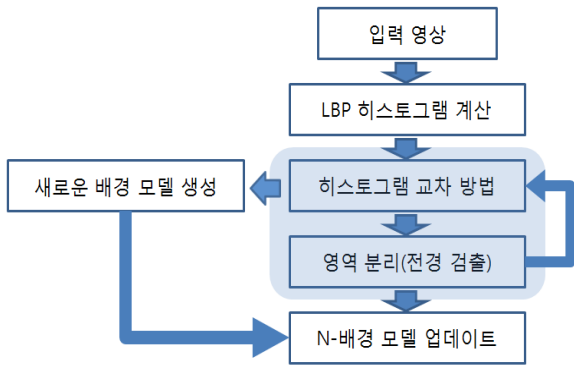 입력 영상
LBP 히스토그램 계산
히스토그램 교차 방법
새로운 배경 모델 생성
영역 분리(전경 검출)
N-배경 모델 업데이트